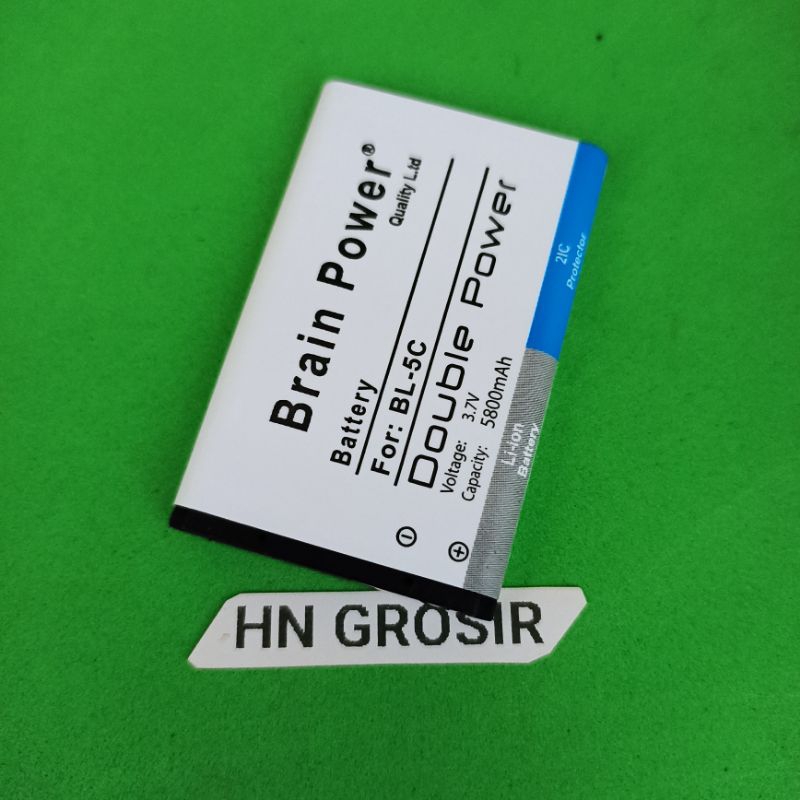 Brain Power®
Quality L.td
Battery
For: BL-5C
Double Power
Voltage: 3.7V
Capacity: 5800mAh
2IC
Protector
Li-Ion
Battery
HN GROSIR